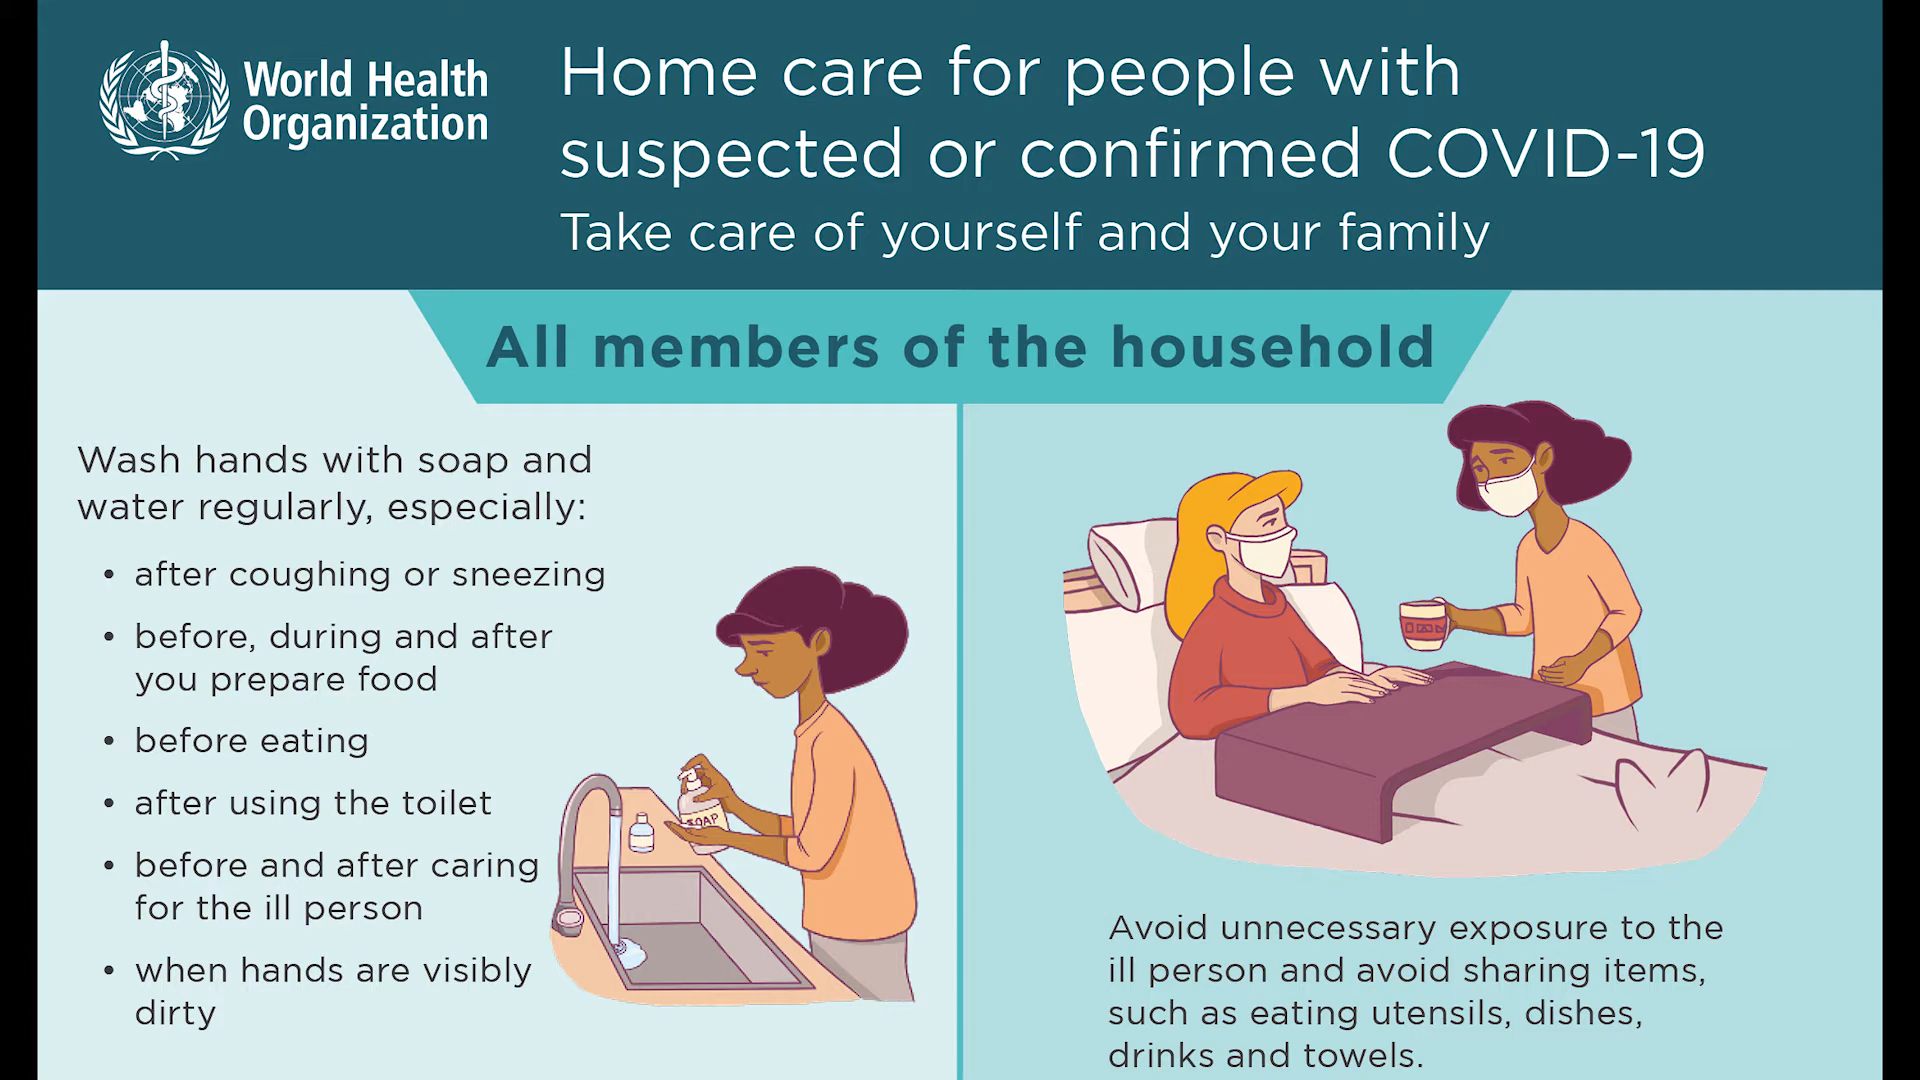 World Health
Organization
Home care for people with
suspected or confirmed COVID-19
Take care of yourself and your family
All members of the household
Wash hands with soap and
water regularly, especially:
• after coughing or sneezing
• before, during and after
you prepare food
• before eating
• after using the toilet
• before and after caring
for the ill person
• when hands are visibly
dirty
SOAP
Avoid unnecessary exposure to the
ill person and avoid sharing items,
such as eating utensils, dishes,
drinks and towels.